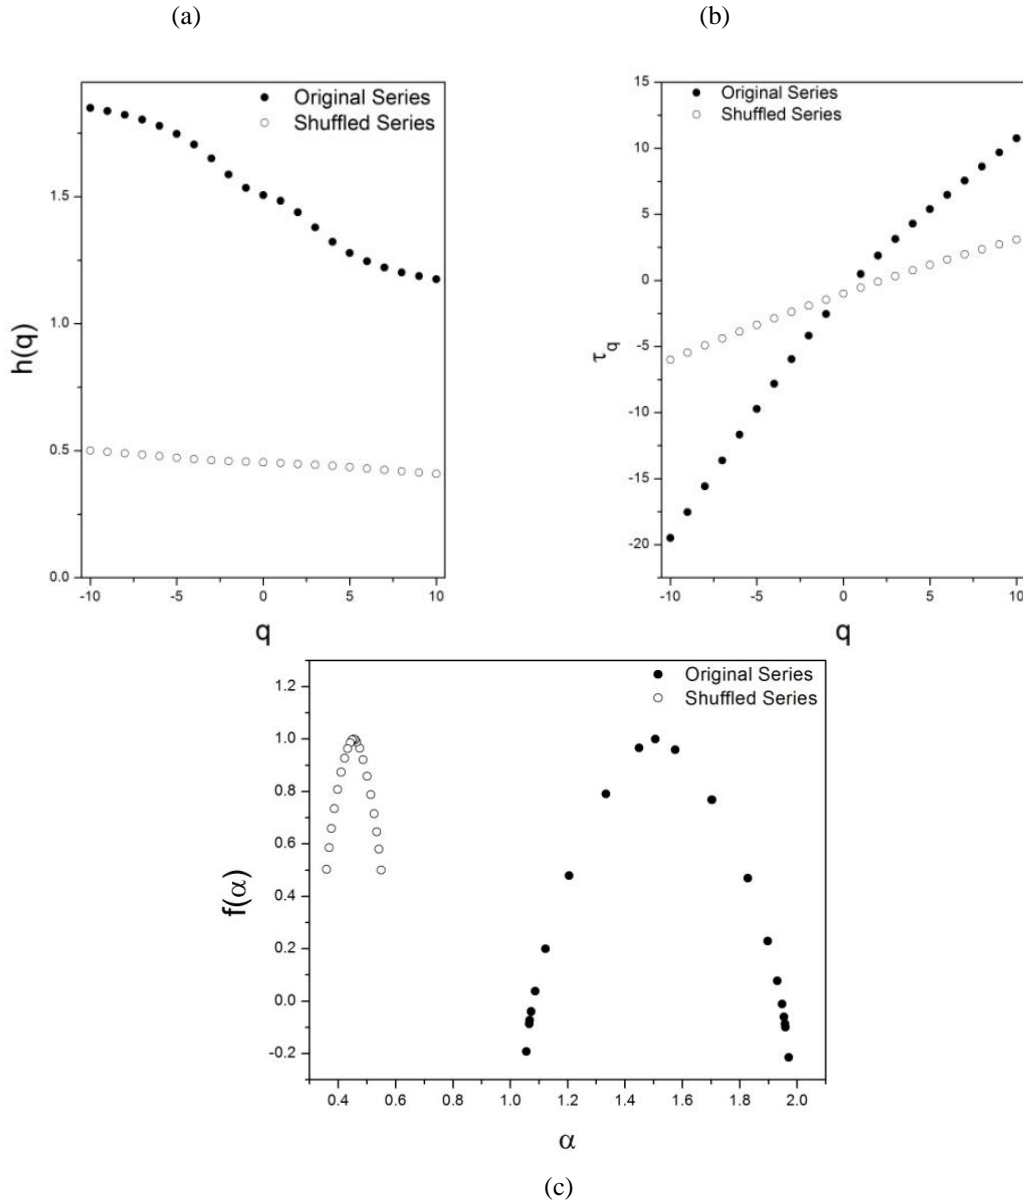 (a)
(b)
Original Series
Shuffled Series
1.5
1.0
0.5
0.0
h(q)
-10 -5 0 5 10
q
Original Series
Shuffled Series
15
10
5
0
-5
-10
-15
-20
τq
-10 -5 0 5 10
q
Original Series
Shuffled Series
1.2
1.0
0.8
0.6
0.4
0.2
0.0
-0.2
f(α)
0.4 0.6 0.8 1.0 1.2 1.4 1.6 1.8 2.0
α
(c)